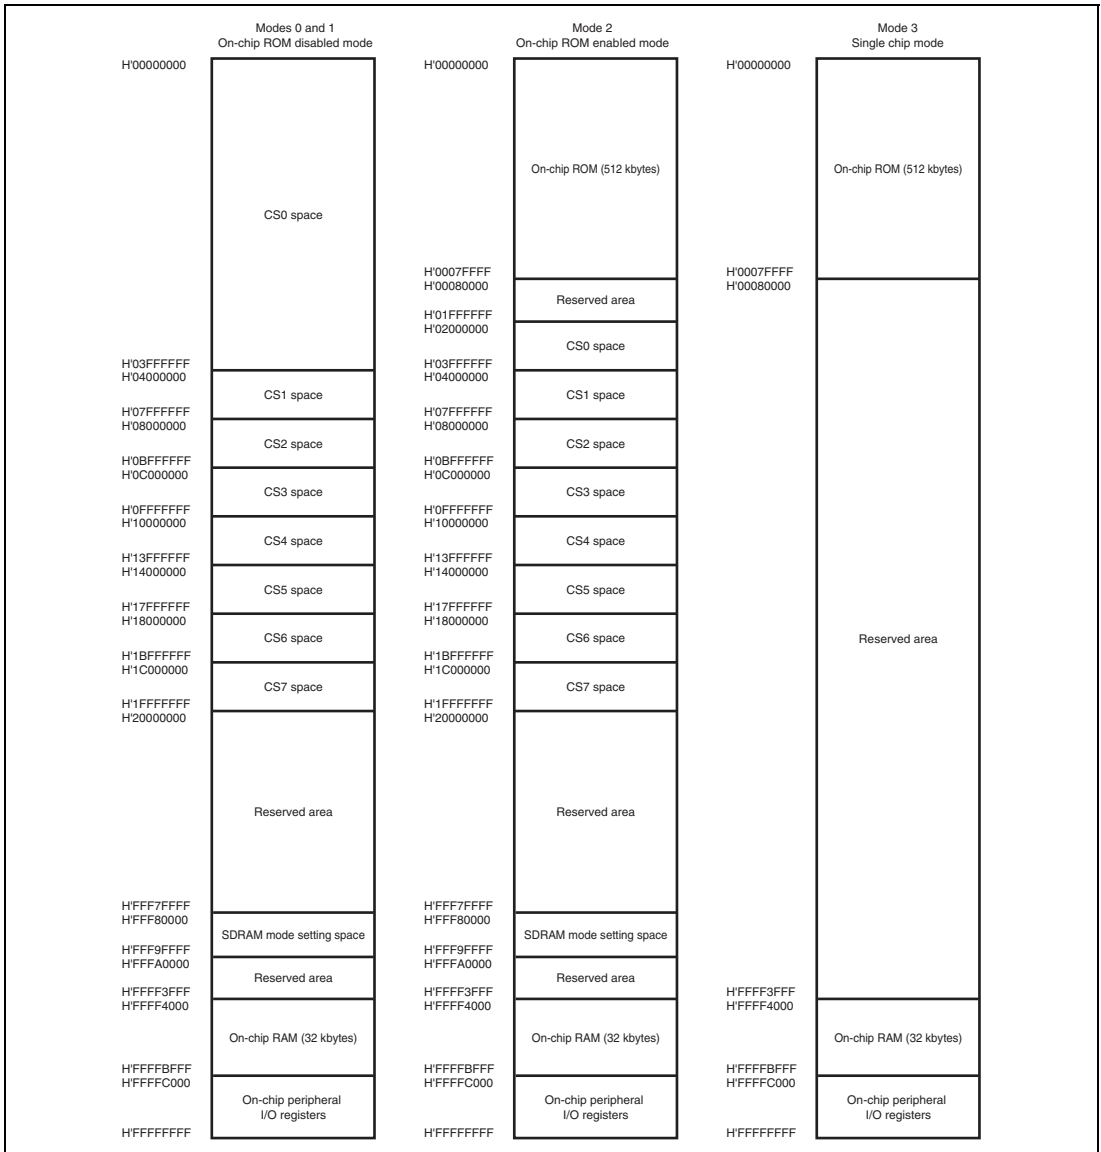 Modes 0 and 1
On-chip ROM disabled mode
H'00000000
CS0 space
H'03FFFFFF
H'04000000
CS1 space
H'07FFFFFF
H'08000000
CS2 space
H'0BFFFFFF
H'0C000000
CS3 space
H'0FFFFFFF
H'10000000
CS4 space
H'13FFFFFF
H'14000000
CS5 space
H'17FFFFFF
H'18000000
CS6 space
H'1BFFFFFF
H'1C000000
CS7 space
H'1FFFFFFF
H'20000000
Reserved area
H'FFF7FFFF
H'FFF80000
SDRAM mode setting space
H'FFF9FFFF
H'FFFA0000
Reserved area
H'FFFF3FFF
H'FFFF4000
On-chip RAM (32 kbytes)
H'FFFFBFFF
H'FFFFC000
On-chip peripheral
I/O registers
H'FFFFFFFF
Mode 2
On-chip ROM enabled mode
H'00000000
On-chip ROM (512 kbytes)
H'0007FFFF
H'00080000
Reserved area
H'01FFFFFF
H'02000000
CS0 space
H'03FFFFFF
H'04000000
CS1 space
H'07FFFFFF
H'08000000
CS2 space
H'0BFFFFFF
H'0C000000
CS3 space
H'0FFFFFFF
H'10000000
CS4 space
H'13FFFFFF
H'14000000
CS5 space
H'17FFFFFF
H'18000000
CS6 space
H'1BFFFFFF
H'1C000000
CS7 space
H'1FFFFFFF
H'20000000
Reserved area
H'FFF7FFFF
H'FFF80000
SDRAM mode setting space
H'FFF9FFFF
H'FFFA0000
Reserved area
H'FFFF3FFF
H'FFFF4000
On-chip RAM (32 kbytes)
H'FFFFBFFF
H'FFFFC000
On-chip peripheral
I/O registers
H'FFFFFFFF
Mode 3
Single chip mode
H'00000000
On-chip ROM (512 kbytes)
H'0007FFFF
H'00080000
Reserved area
H'FFFF3FFF
H'FFFF4000
On-chip RAM (32 kbytes)
H'FFFFBFFF
H'FFFFC000
On-chip peripheral
I/O registers
H'FFFFFFFF